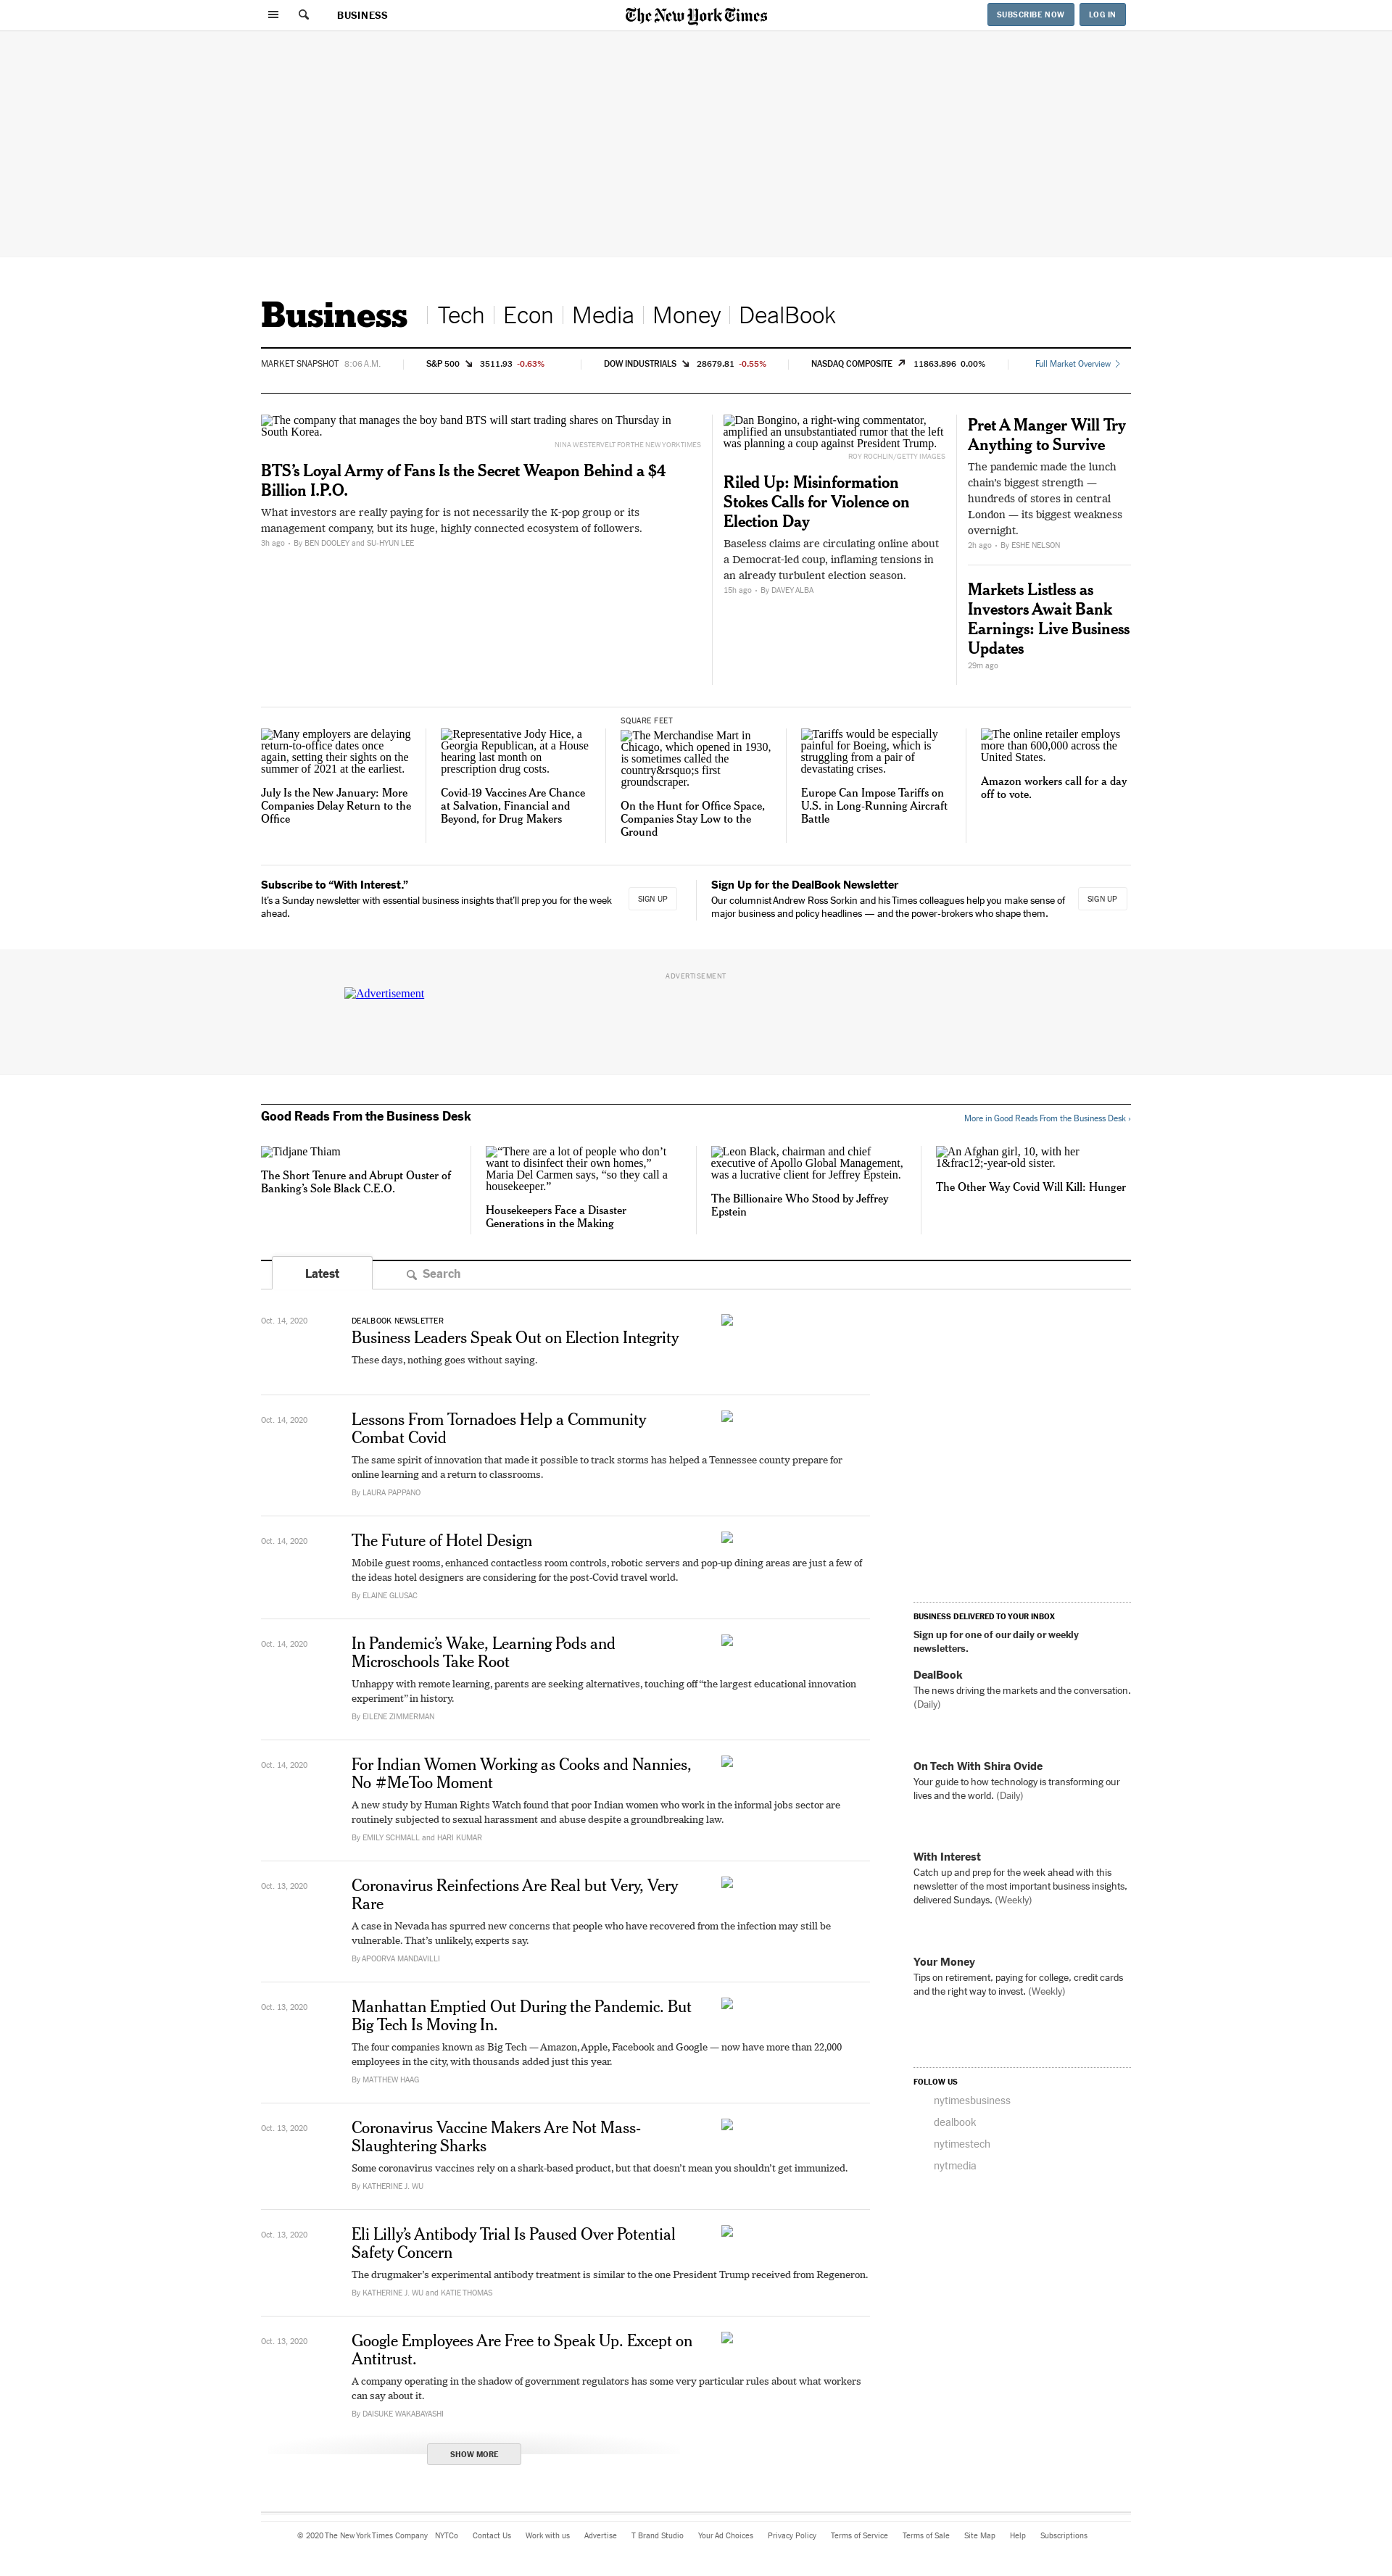 BUSINESS
The New York Times
SUBSCRIBE NOW
LOG IN
Business
Tech
Econ
Media
Money
DealBook
MARKET SNAPSHOT 8:06 A.M.
S&P 500 3511.93 -0.63%
DOW INDUSTRIALS 28679.81 -0.55%
NASDAQ COMPOSITE 11863.896 0.00%
Full Market Overview
The company that manages the boy band BTS will start trading shares on Thursday in
South Korea.
NINA WESTERVELT FOR THE NEW YORK TIMES
BTS’s Loyal Army of Fans Is the Secret Weapon Behind a $4
Billion I.P.O.
What investors are really paying for is not necessarily the K-pop group or its
management company, but its huge, highly connected ecosystem of followers.
3h ago • By BEN DOOLEY and SU-HYUN LEE
Dan Bongino, a right-wing commentator,
amplified an unsubstantiated rumor that the left
was planning a coup against President Trump.
ROY ROCHLIN/GETTY IMAGES
Riled Up: Misinformation
Stokes Calls for Violence on
Election Day
Baseless claims are circulating online about
a Democrat-led coup, inflaming tensions in
an already turbulent election season.
15h ago • By DAVEY ALBA
Pret A Manger Will Try
Anything to Survive
The pandemic made the lunch
chain’s biggest strength —
hundreds of stores in central
London — its biggest weakness
overnight.
2h ago • By ESHE NELSON
Markets Listless as
Investors Await Bank
Earnings: Live Business
Updates
29m ago
Many employers are delaying
return-to-office dates once
again, setting their sights on the
summer of 2021 at the earliest.
July Is the New January: More
Companies Delay Return to the
Office
Representative Jody Hice, a
Georgia Republican, at a House
hearing last month on
prescription drug costs.
Covid-19 Vaccines Are Chance
at Salvation, Financial and
Beyond, for Drug Makers
SQUARE FEET
The Merchandise Mart in
Chicago, which opened in 1930,
is sometimes called the
country&rsquo;s first
groundscraper.
On the Hunt for Office Space,
Companies Stay Low to the
Ground
Tariffs would be especially
painful for Boeing, which is
struggling from a pair of
devastating crises.
Europe Can Impose Tariffs on
U.S. in Long-Running Aircraft
Battle
The online retailer employs
more than 600,000 across the
United States.
Amazon workers call for a day
off to vote.
Subscribe to “With Interest.”
It’s a Sunday newsletter with essential business insights that’ll prep you for the week
ahead.
SIGN UP
Sign Up for the DealBook Newsletter
Our columnist Andrew Ross Sorkin and his Times colleagues help you make sense of
major business and policy headlines — and the power-brokers who shape them.
SIGN UP
ADVERTISEMENT
Advertisement
Good Reads From the Business Desk
More in Good Reads From the Business Desk ›
Tidjane Thiam
The Short Tenure and Abrupt Ouster of
Banking’s Sole Black C.E.O.
“There are a lot of people who don’t
want to disinfect their own homes,”
Maria Del Carmen says, “so they call a
housekeeper.”
Housekeepers Face a Disaster
Generations in the Making
Leon Black, chairman and chief
executive of Apollo Global Management,
was a lucrative client for Jeffrey Epstein.
The Billionaire Who Stood by Jeffrey
Epstein
An Afghan girl, 10, with her
1&frac12;-year-old sister.
The Other Way Covid Will Kill: Hunger
Latest
Search
Oct. 14, 2020
DEALBOOK NEWSLETTER
Business Leaders Speak Out on Election Integrity
These days, nothing goes without saying.
Oct. 14, 2020
Lessons From Tornadoes Help a Community
Combat Covid
The same spirit of innovation that made it possible to track storms has helped a Tennessee county prepare for
online learning and a return to classrooms.
By LAURA PAPPANO
Oct. 14, 2020
The Future of Hotel Design
Mobile guest rooms, enhanced contactless room controls, robotic servers and pop-up dining areas are just a few of
the ideas hotel designers are considering for the post-Covid travel world.
By ELAINE GLUSAC
Oct. 14, 2020
In Pandemic’s Wake, Learning Pods and
Microschools Take Root
Unhappy with remote learning, parents are seeking alternatives, touching off “the largest educational innovation
experiment” in history.
By EILENE ZIMMERMAN
Oct. 14, 2020
For Indian Women Working as Cooks and Nannies,
No #MeToo Moment
A new study by Human Rights Watch found that poor Indian women who work in the informal jobs sector are
routinely subjected to sexual harassment and abuse despite a groundbreaking law.
By EMILY SCHMALL and HARI KUMAR
Oct. 13, 2020
Coronavirus Reinfections Are Real but Very, Very
Rare
A case in Nevada has spurred new concerns that people who have recovered from the infection may still be
vulnerable. That’s unlikely, experts say.
By APOORVA MANDAVILLI
Oct. 13, 2020
Manhattan Emptied Out During the Pandemic. But
Big Tech Is Moving In.
The four companies known as Big Tech — Amazon, Apple, Facebook and Google — now have more than 22,000
employees in the city, with thousands added just this year.
By MATTHEW HAAG
Oct. 13, 2020
Coronavirus Vaccine Makers Are Not Mass-
Slaughtering Sharks
Some coronavirus vaccines rely on a shark-based product, but that doesn’t mean you shouldn’t get immunized.
By KATHERINE J. WU
Oct. 13, 2020
Eli Lilly’s Antibody Trial Is Paused Over Potential
Safety Concern
The drugmaker’s experimental antibody treatment is similar to the one President Trump received from Regeneron.
By KATHERINE J. WU and KATIE THOMAS
Oct. 13, 2020
Google Employees Are Free to Speak Up. Except on
Antitrust.
A company operating in the shadow of government regulators has some very particular rules about what workers
can say about it.
By DAISUKE WAKABAYASHI
SHOW MORE
BUSINESS DELIVERED TO YOUR INBOX
Sign up for one of our daily or weekly
newsletters.
DealBook
The news driving the markets and the conversation.
(Daily)
On Tech With Shira Ovide
Your guide to how technology is transforming our
lives and the world. (Daily)
With Interest
Catch up and prep for the week ahead with this
newsletter of the most important business insights,
delivered Sundays. (Weekly)
Your Money
Tips on retirement, paying for college, credit cards
and the right way to invest. (Weekly)
FOLLOW US
nytimesbusiness
dealbook
nytimestech
nytmedia
© 2020 The New York Times Company NYTCo Contact Us Work with us Advertise T Brand Studio Your Ad Choices Privacy Policy Terms of Service Terms of Sale Site Map Help Subscriptions